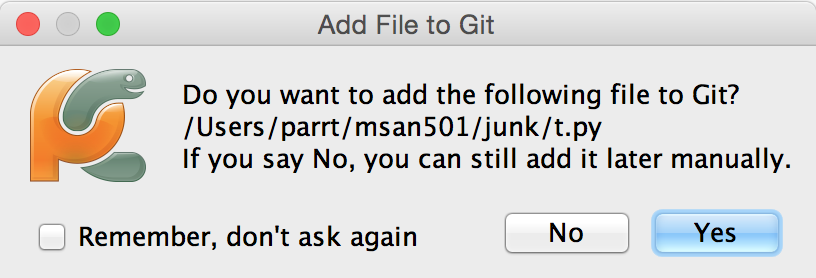 Add File to Git
Do you want to add the following file to Git?
/Users/parrt/msan501/junk/t.py
If you say No, you can still add it later manually.
Remember, don't ask again
No
Yes